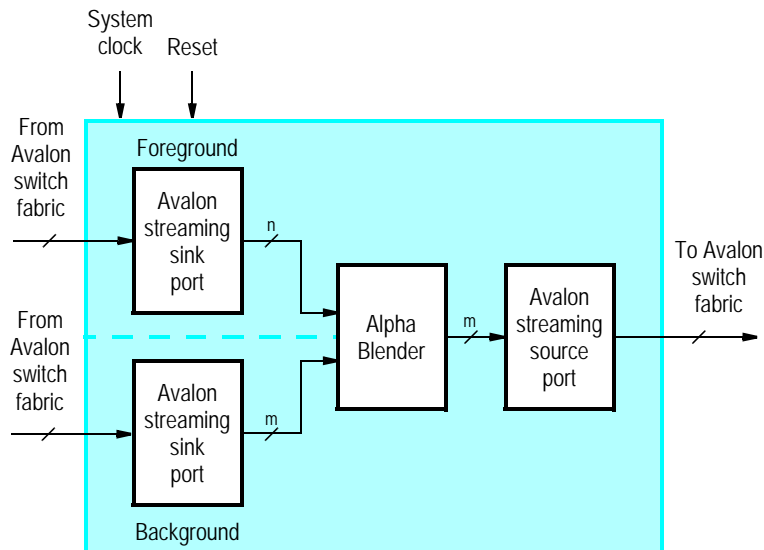 System
clock
Reset
From
Avalon
switch
fabric
Foreground
Avalon
streaming
sink
port
n
From
Avalon
switch
fabric
Avalon
streaming
sink
port
m
Background
Alpha
Blender
m
Avalon
streaming
source
port
To Avalon
switch
fabric